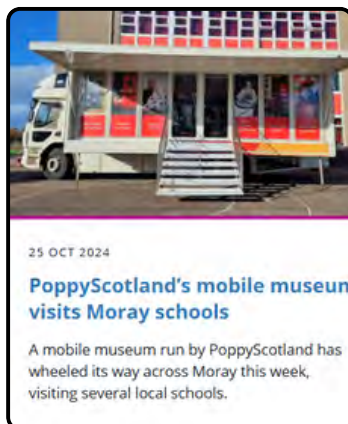 25 OCT 2024
PoppyScotland's mobile museum
visits Moray schools
A mobile museum run by PoppyScotland has
wheeled its way across Moray this week,
visiting several local schools.